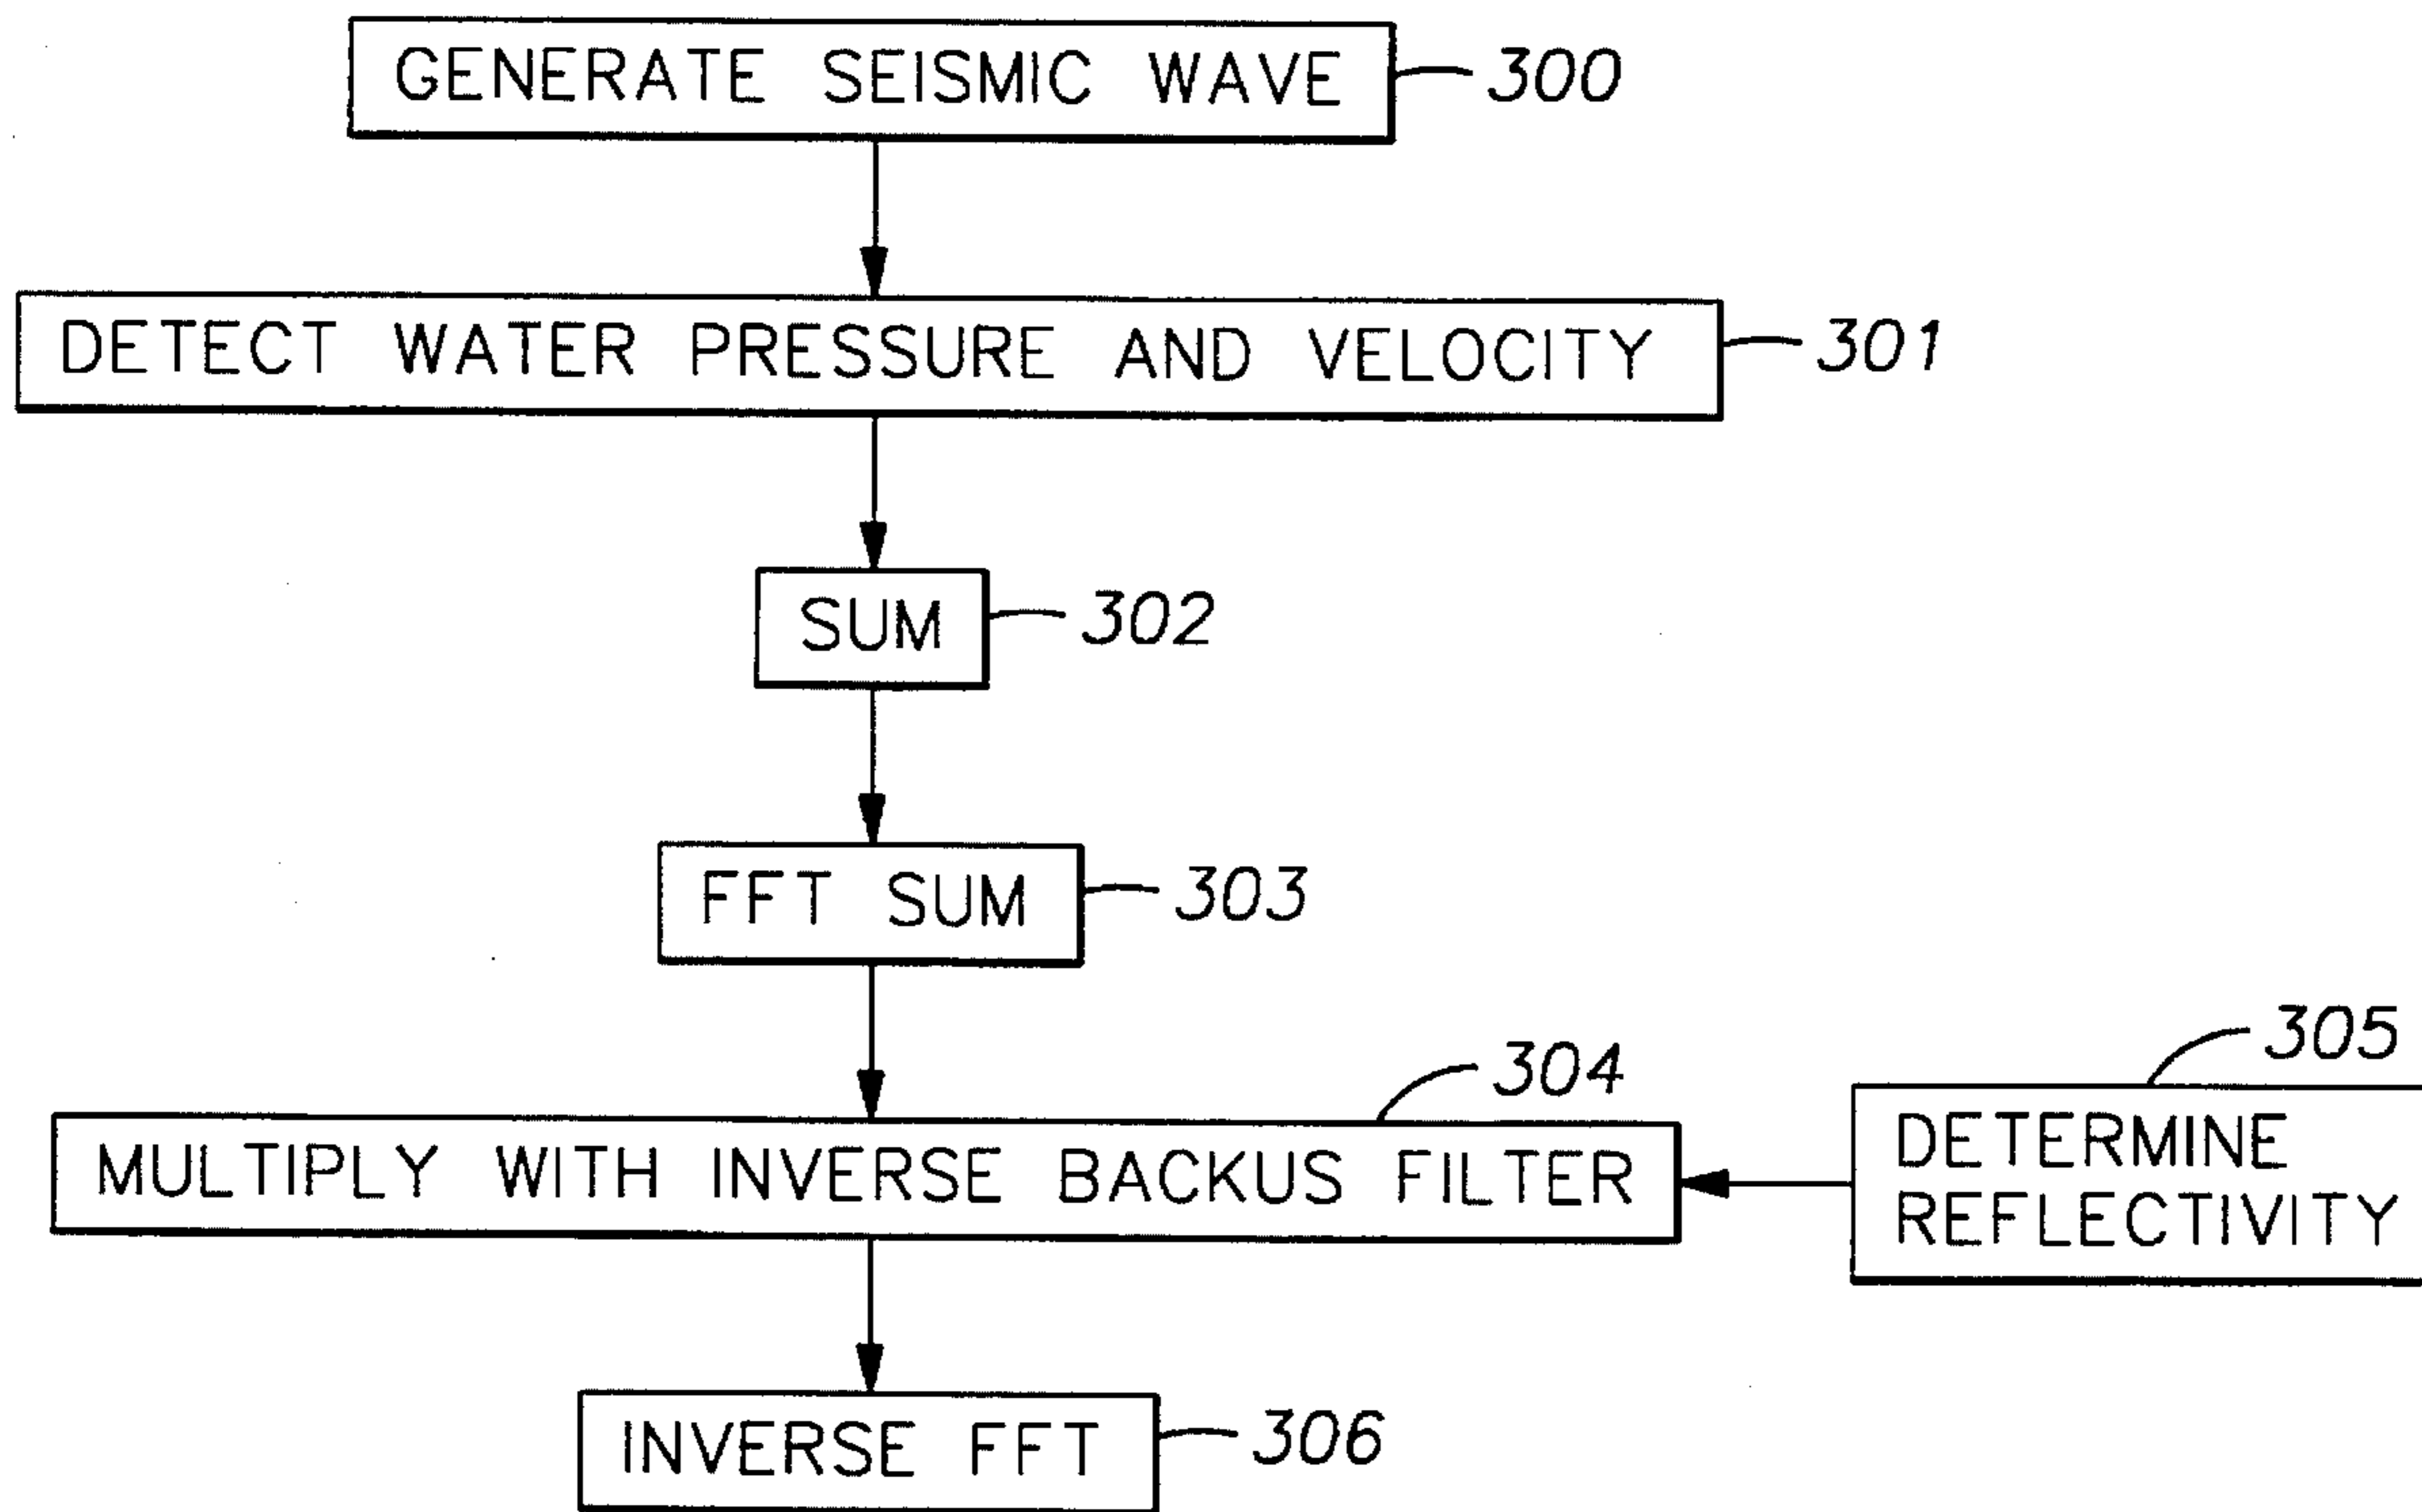 GENERATE SEISMIC WAVE 300
DETECT WATER PRESSURE AND VELOCITY 301
SUM 302
FFT SUM 303
304
305
MULTIPLY WITH INVERSE BACKUS FILTER
DETERMINE
REFLECTIVITY
INVERSE FFT 306